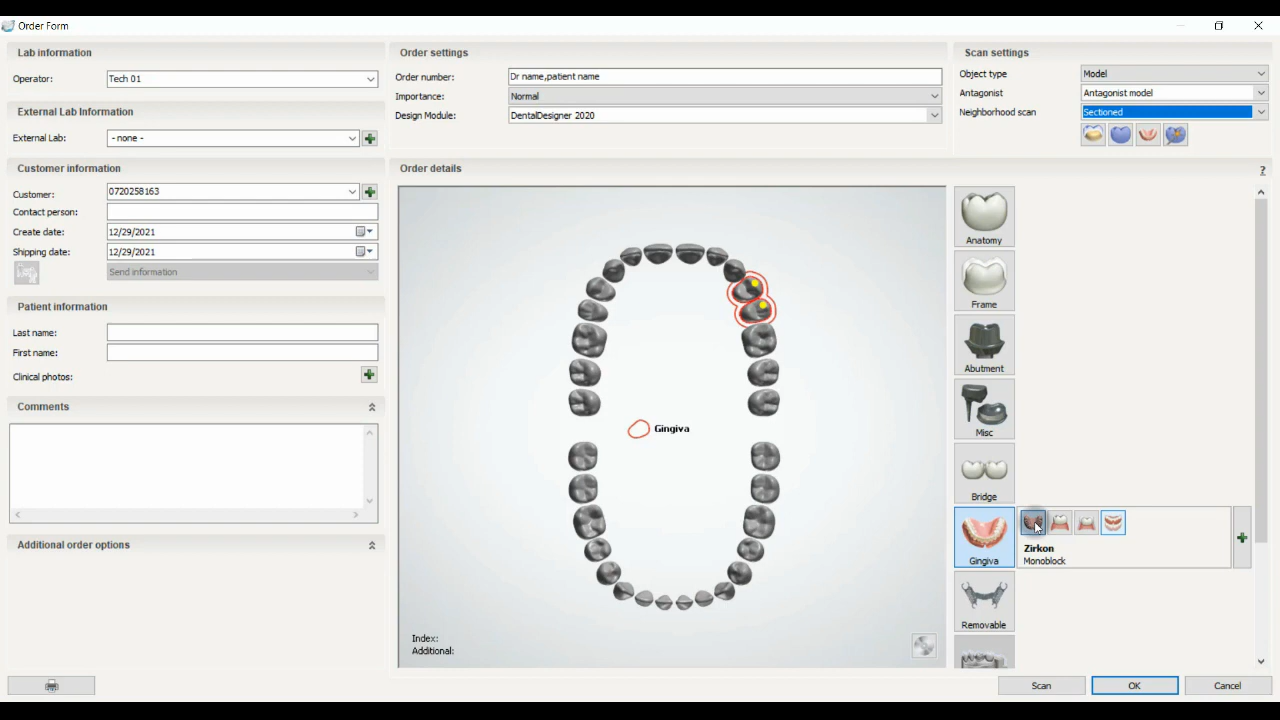 Order Form
Lab information
Operator:
Tech 01
External Lab Information
External Lab:
- none -
Customer information
Customer:
0720258163
Contact person:
Create date:
12/29/2021
Shipping date:
12/29/2021
Send information
Patient information
Last name:
First name:
Clinical photos:
Comments
Additional order options
Order settings
Order number:
Dr name,patient name
Importance:
Normal
Design Module:
DentalDesigner 2020
Order details
Gingiva
Index:
Additional:
Scan settings
Object type
Model
Antagonist
Antagonist model
Neighborhood scan
Sectioned
?
Anatomy
Frame
Abutment
Misc
Bridge
Gingiva
Zirkon
Monoblock
Removable
Scan
OK
Cancel